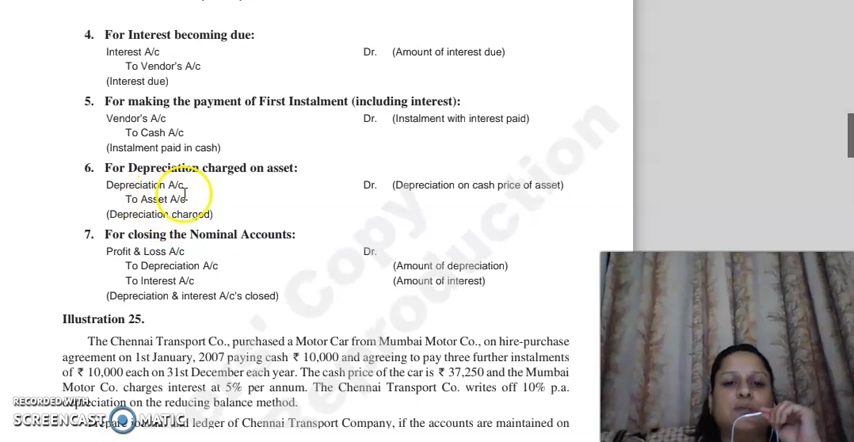 4. For Interest becoming due:
Interest A/c Dr. (Amount of interest due)
To Vendor's A/c
(Interest due)
5. For making the payment of First Instalment (including interest):
Vendor's A/c Dr. (Instalment with interest paid)
To Cash A/c
(Instalment paid in cash)
6. For Depreciation charged on asset:
Depreciation A/c Dr. (Depreciation on cash price of asset)
To Asset A/c
(Depreciation charged)
7. For closing the Nominal Accounts:
Profit & Loss A/c Dr.
To Depreciation A/c (Amount of depreciation)
To Interest A/c (Amount of interest)
(Depreciation & interest A/c's closed)
Illustration 25.
The Chennai Transport Co., purchased a Motor Car from Mumbai Motor Co., on hire-purchase
agreement on 1st January, 2007 paying cash ₹ 10,000 and agreeing to pay three further instalments
of ₹ 10,000 each on 31st December each year. The cash price of the car is ₹ 37,250 and the Mumbai
Motor Co. charges interest at 5% per annum. The Chennai Transport Co. writes off 10% p.a.
depreciation on the reducing balance method.
RECORDED WITH
SCREENCAST MATIC
Prepare journal and ledger of Chennai Transport Company, if the accounts are maintained on
Copy
Reproduction